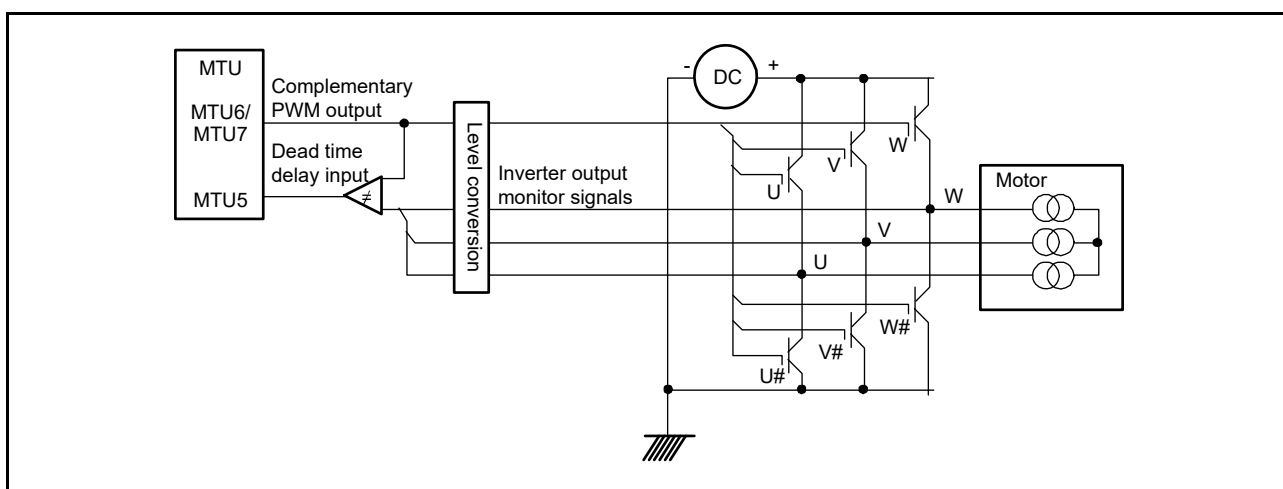 MTU
MTU6/
MTU7
MTU5
Complementary
PWM output
Dead time
delay input
≠
Level conversion
Inverter output
monitor signals
-
DC
+
W
V
U
W
V
U
W#
V#
U#
Motor